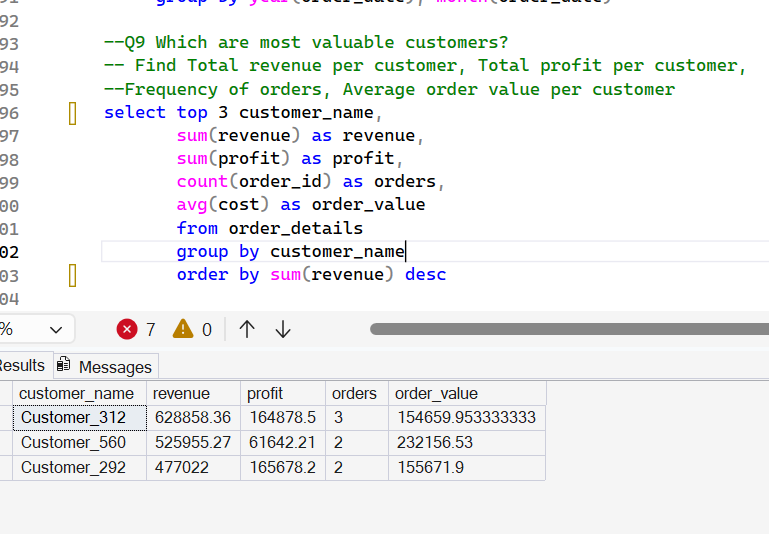 92
93 --Q9 Which are most valuable customers?
94 -- Find Total revenue per customer, Total profit per customer,
95 --Frequency of orders, Average order value per customer
96 select top 3 customer_name,
97 sum(revenue) as revenue,
98 sum(profit) as profit,
99 count(order_id) as orders,
00 avg(cost) as order_value
01 from order_details
02 group by customer_name
03 order by sum(revenue) desc
04
% 7 0
Results Messages
customer_name revenue profit orders order_value
Customer_312 628858.36 164878.5 3 154659.953333333
Customer_560 525955.27 61642.21 2 232156.53
Customer_292 477022 165678.2 2 155671.9